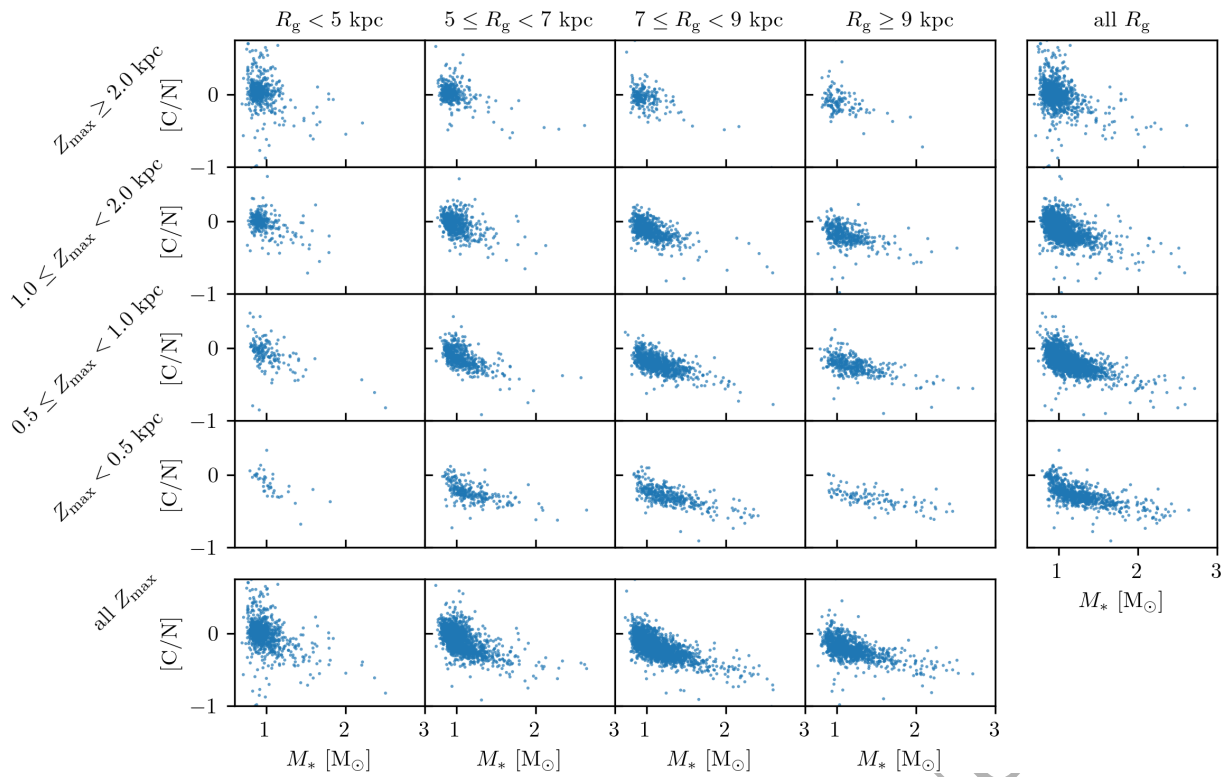 R_g < 5 kpc 5 ≤ R_g < 7 kpc 7 ≤ R_g < 9 kpc R_g ≥ 9 kpc all R_g
Z_max ≥ 2.0 kpc
[C/N]
0
−1
1.0 ≤ Z_max < 2.0 kpc
[C/N]
0
−1
0.5 ≤ Z_max < 1.0 kpc
[C/N]
0
−1
Z_max < 0.5 kpc
[C/N]
0
−1
1 2 3
M_* [M_⊙]
all Z_max
[C/N]
0
−1
1 2 3 1 2 3 1 2 3 1 2 3
M_* [M_⊙] M_* [M_⊙] M_* [M_⊙] M_* [M_⊙]